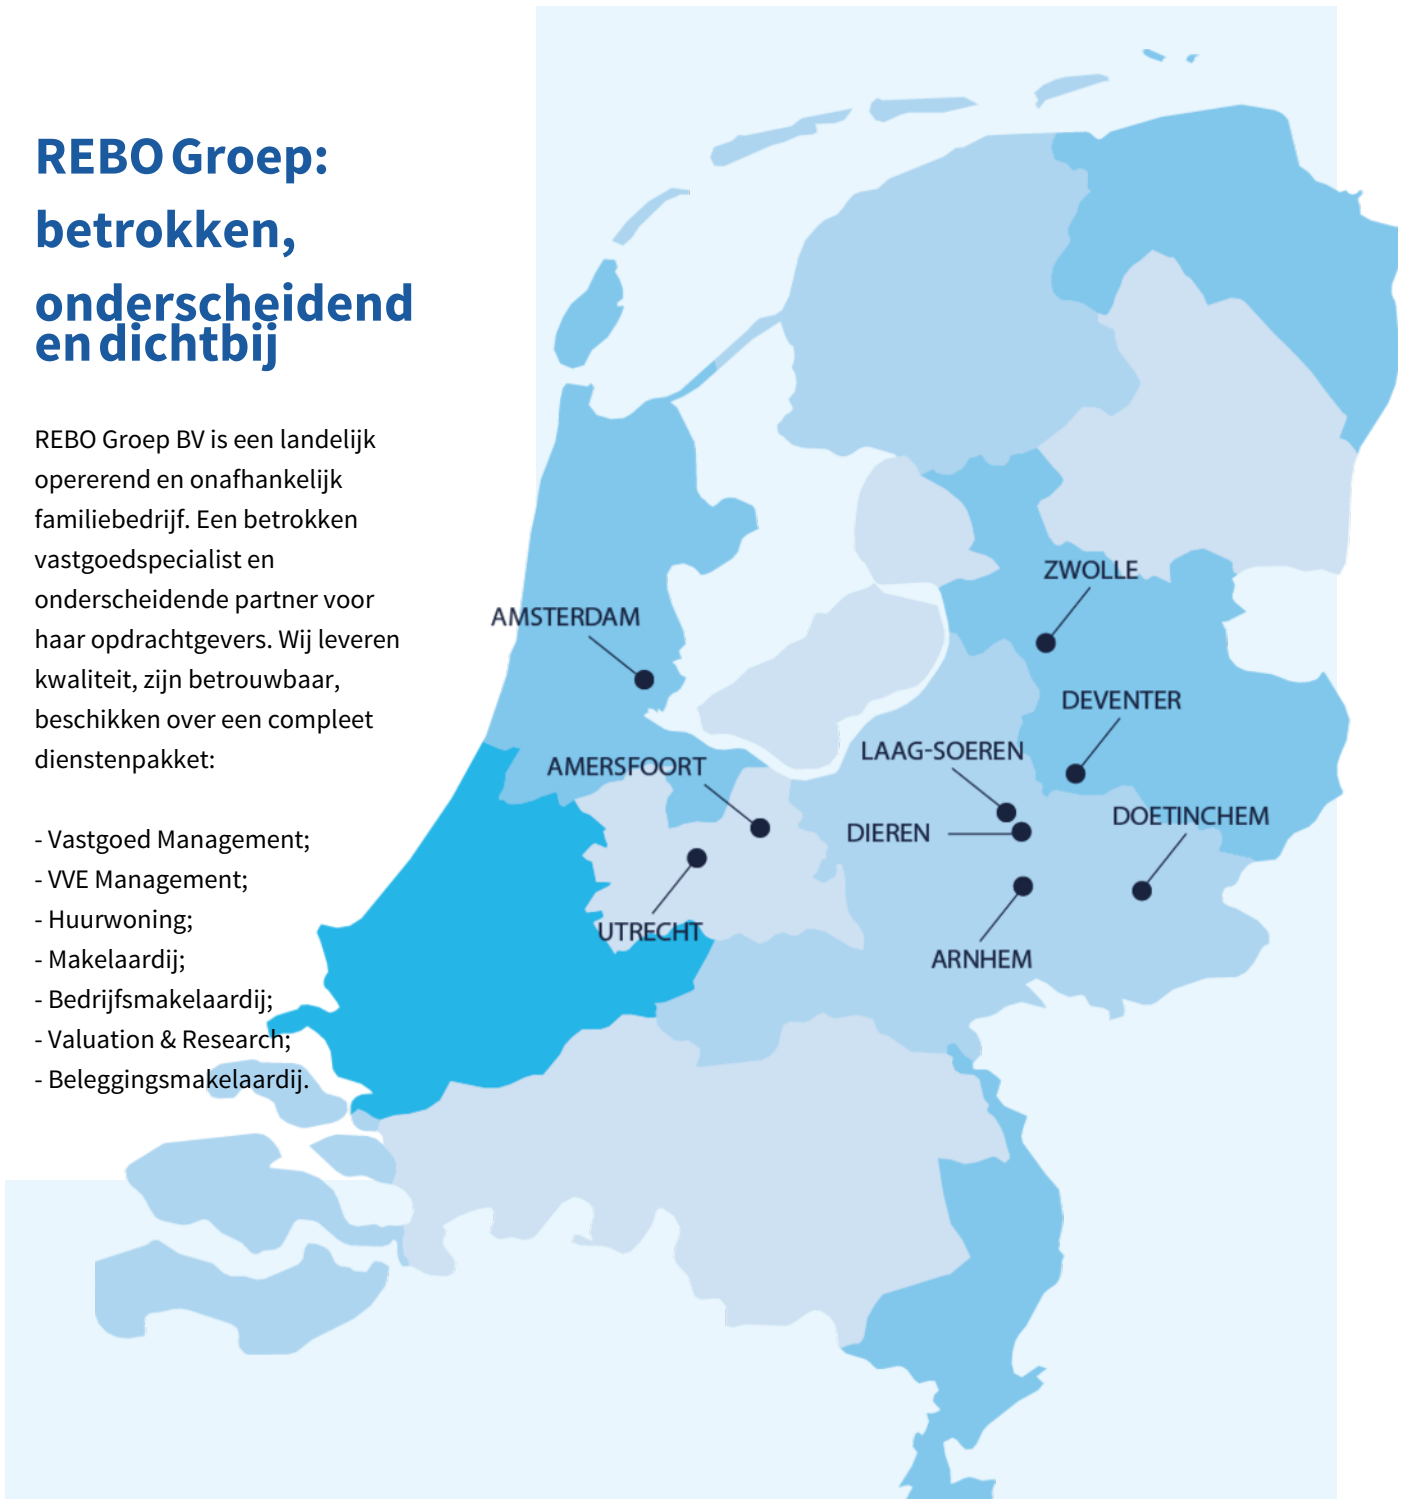 REBO Groep:
betrokken,
onderscheidend
en dichtbij
REBO Groep BV is een landelijk
opererend en onafhankelijk
familiebedrijf. Een betrokken
vastgoedspecialist en
onderscheidende partner voor
haar opdrachtgevers. Wij leveren
kwaliteit, zijn betrouwbaar,
beschikken over een compleet
dienstenpakket:
- Vastgoed Management;
- VVE Management;
- Huurwoning;
- Makelaardij;
- Bedrijfsmakelaardij;
- Valuation & Research;
- Beleggingsmakelaardij.
ZWOLLE
AMSTERDAM
DEVENTER
LAAG-SOEREN
AMERSFOORT
DOETINCHEM
DIEREN
UTRECHT
ARNHEM